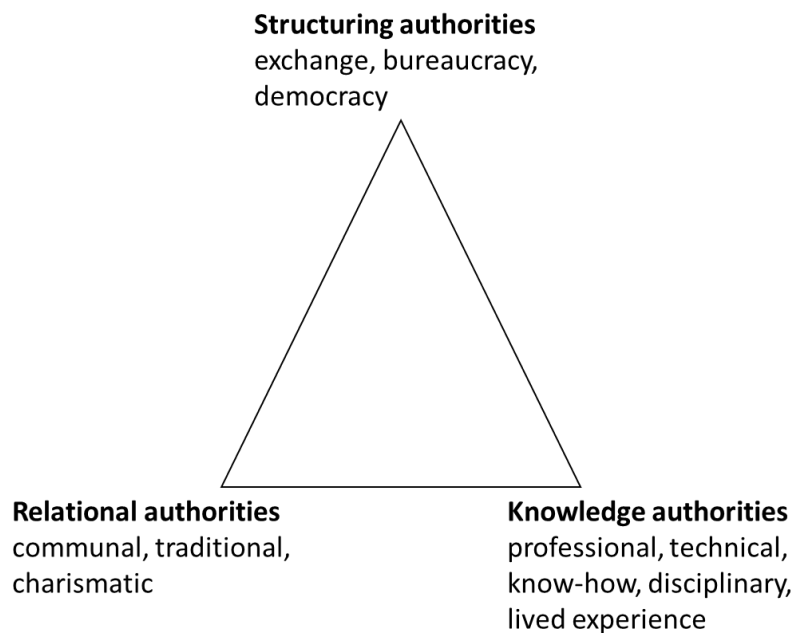 Structuring authorities
exchange, bureaucracy,
democracy
Relational authorities
communal, traditional,
charismatic
Knowledge authorities
professional, technical,
know-how, disciplinary,
lived experience